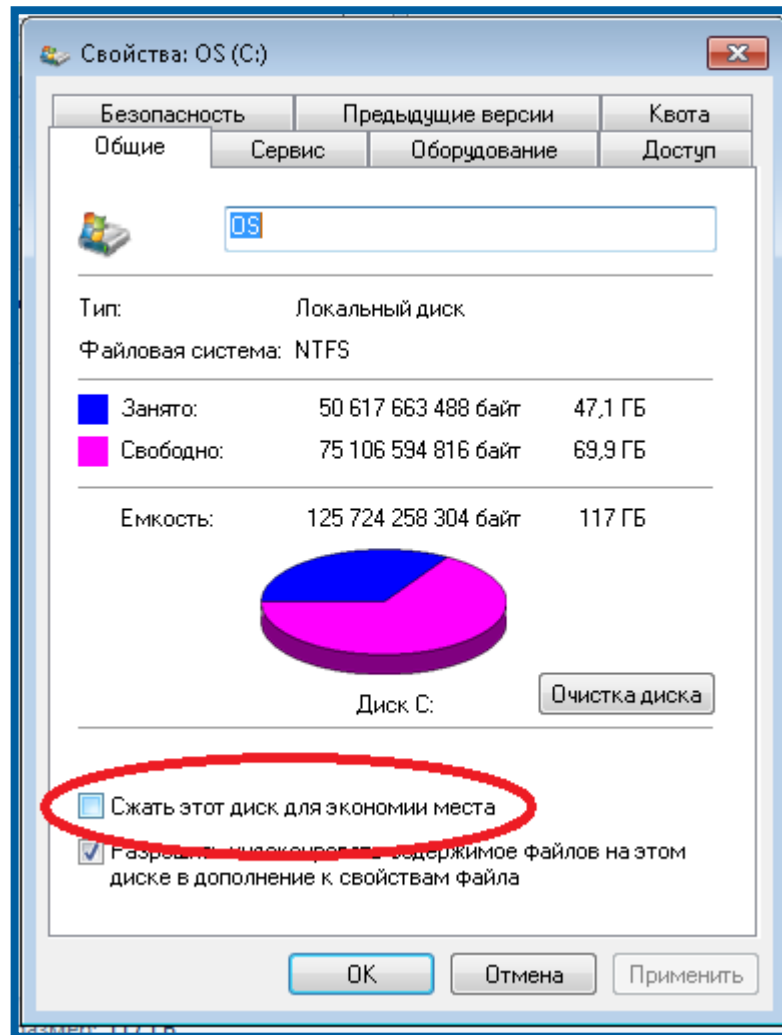 Свойства: OS (C:)
Безопасность Предыдущие версии Квота
Общие Сервис Оборудование Доступ
OS
Тип: Локальный диск
Файловая система: NTFS
Занято: 50 617 663 488 байт 47,1 ГБ
Свободно: 75 106 594 816 байт 69,9 ГБ
Емкость: 125 724 258 304 байт 117 ГБ
Диск C:
Очистка диска
Сжать этот диск для экономии места
Разрешить индексировать содержимое файлов на этом
диске в дополнение к свойствам файла
OK Отмена Применить